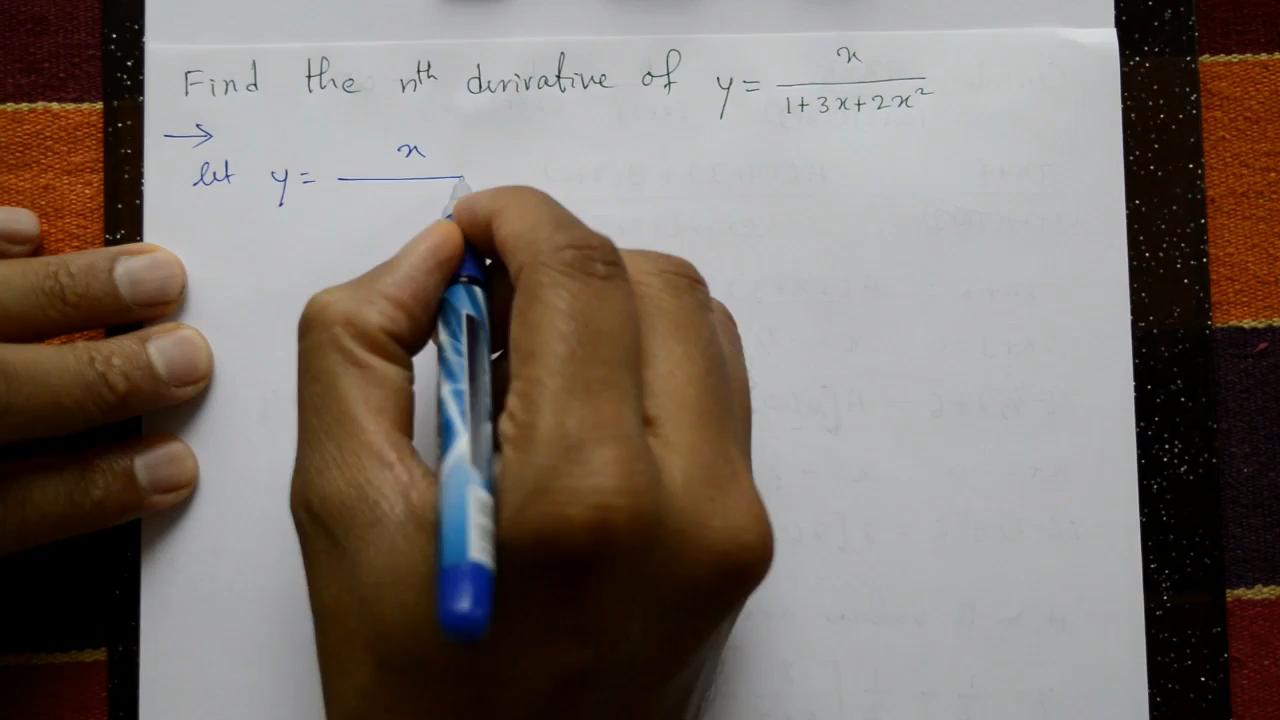 Find the nth derivative of y = x / 1+3x+2x²
→
let y = x